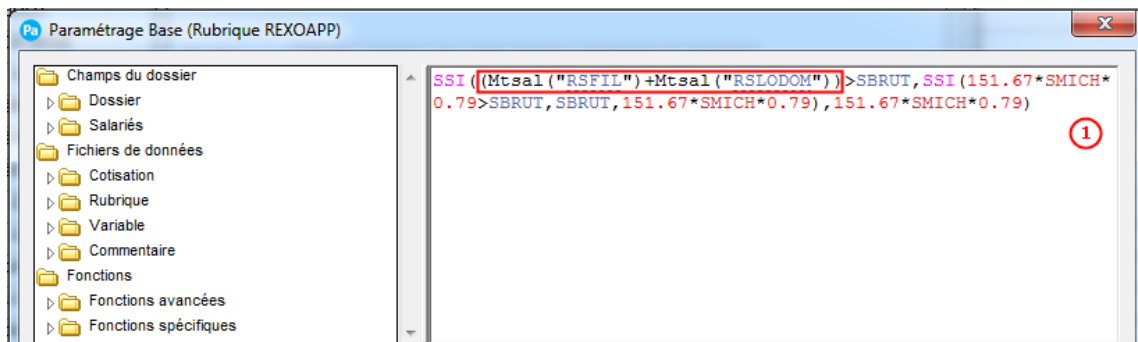 Pa Paramétrage Base (Rubrique REXOAPP)
Champs du dossier
Dossier
Salariés
Fichiers de données
Cotisation
Rubrique
Variable
Commentaire
Fonctions
Fonctions avancées
Fonctions spécifiques
SSI((Mtsal("RSFIL")+Mtsal("RSLODOM"))>SBRUT,SSI(151.67*SMICH*
0.79>SBRUT,SBRUT,151.67*SMICH*0.79),151.67*SMICH*0.79)
1